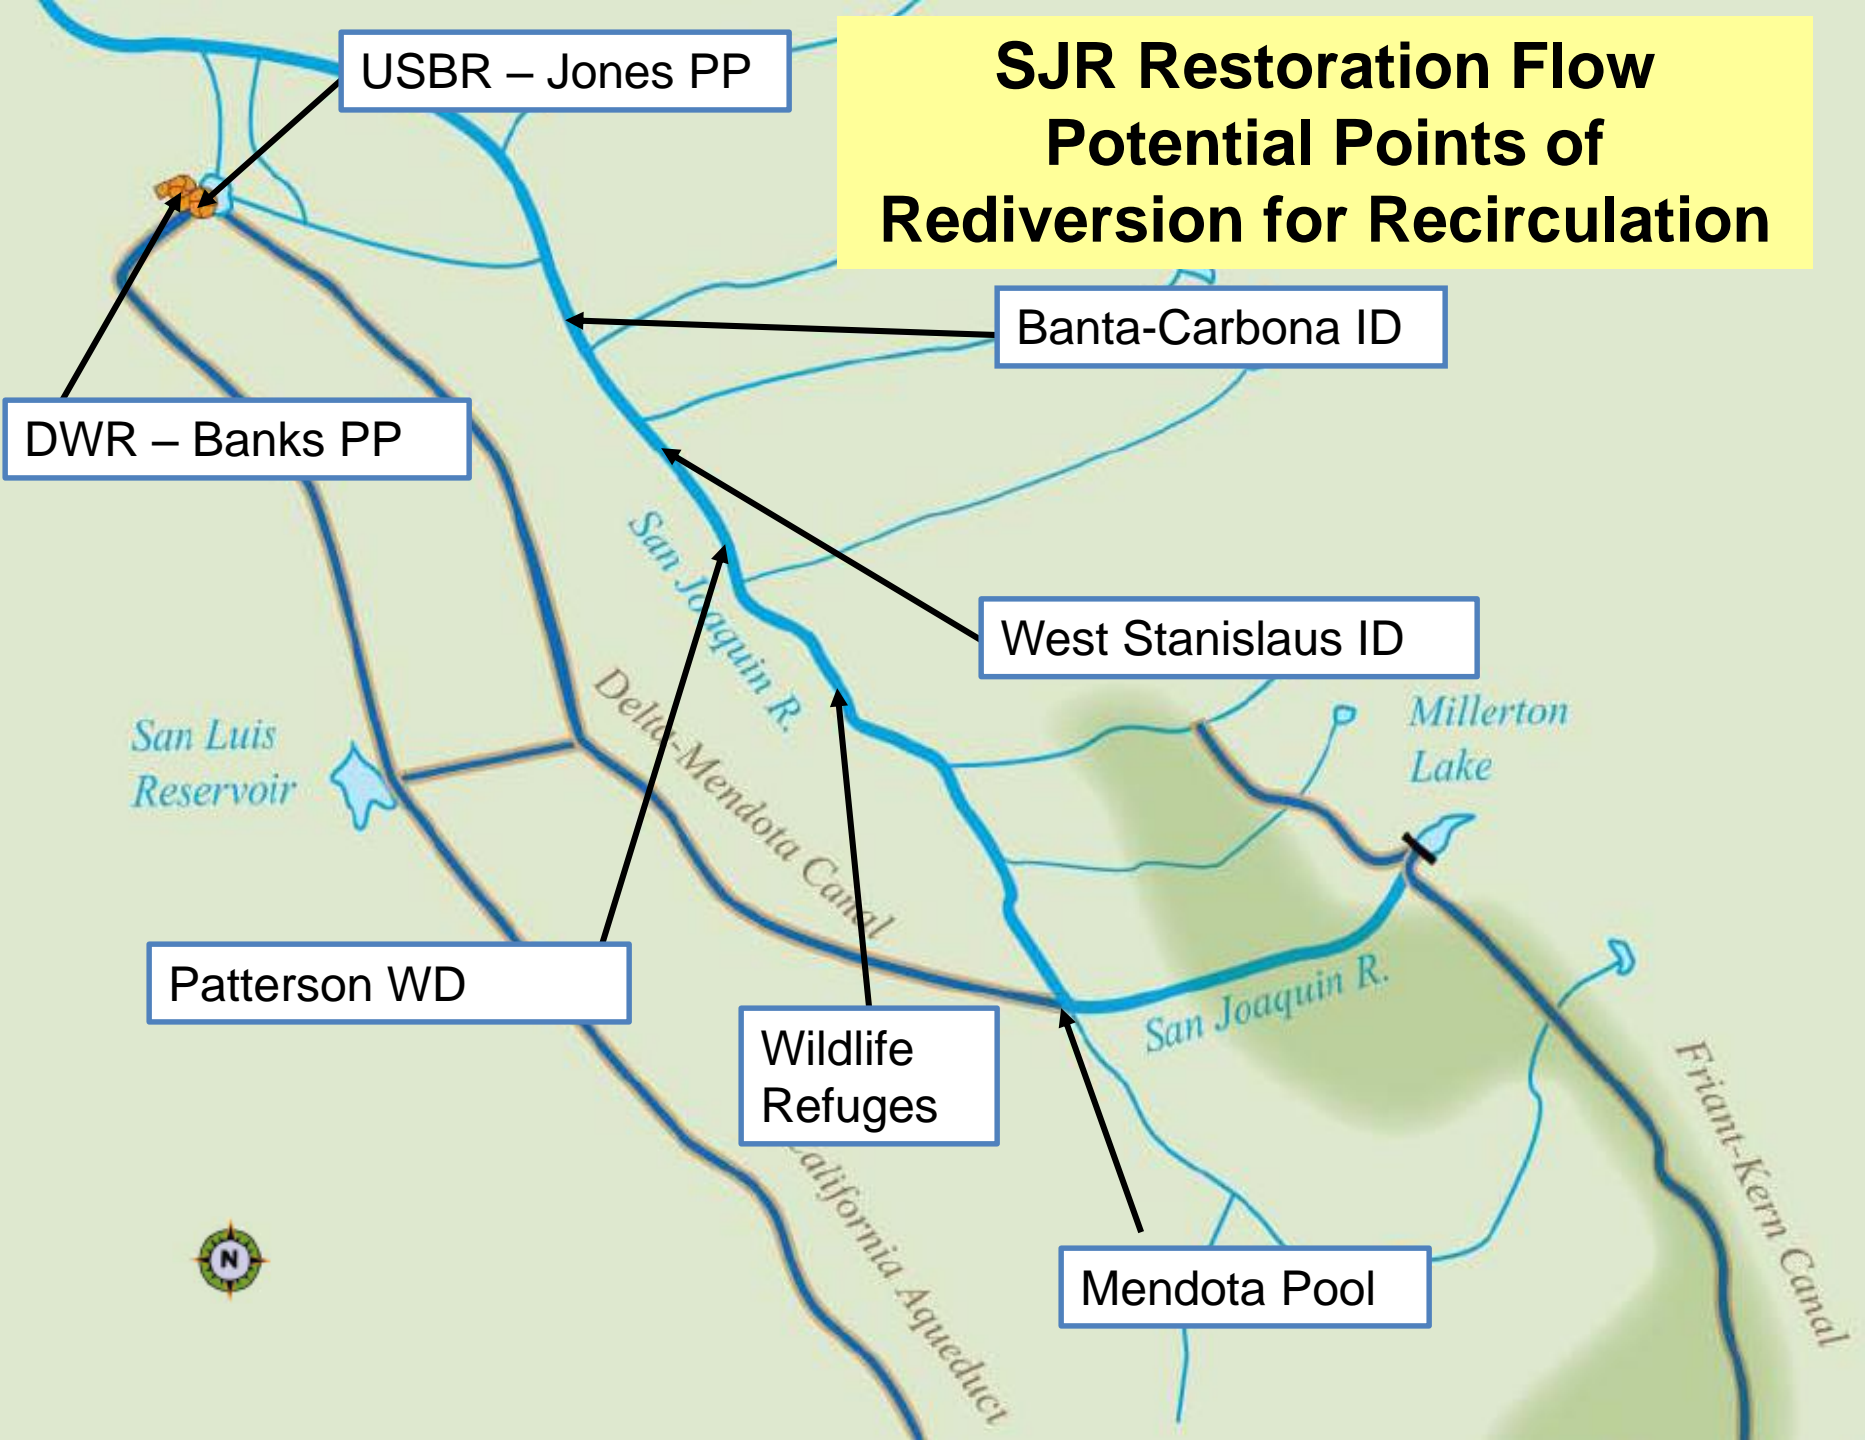 SJR Restoration Flow
Potential Points of
Rediversion for Recirculation
USBR – Jones PP
Banta-Carbona ID
DWR – Banks PP
San Joaquin R.
West Stanislaus ID
Delta-Mendota Canal
Millerton
Lake
San Luis
Reservoir
Patterson WD
San Joaquin R.
Wildlife
Refuges
Friant-Kern Canal
California Aqueduct
N
Mendota Pool